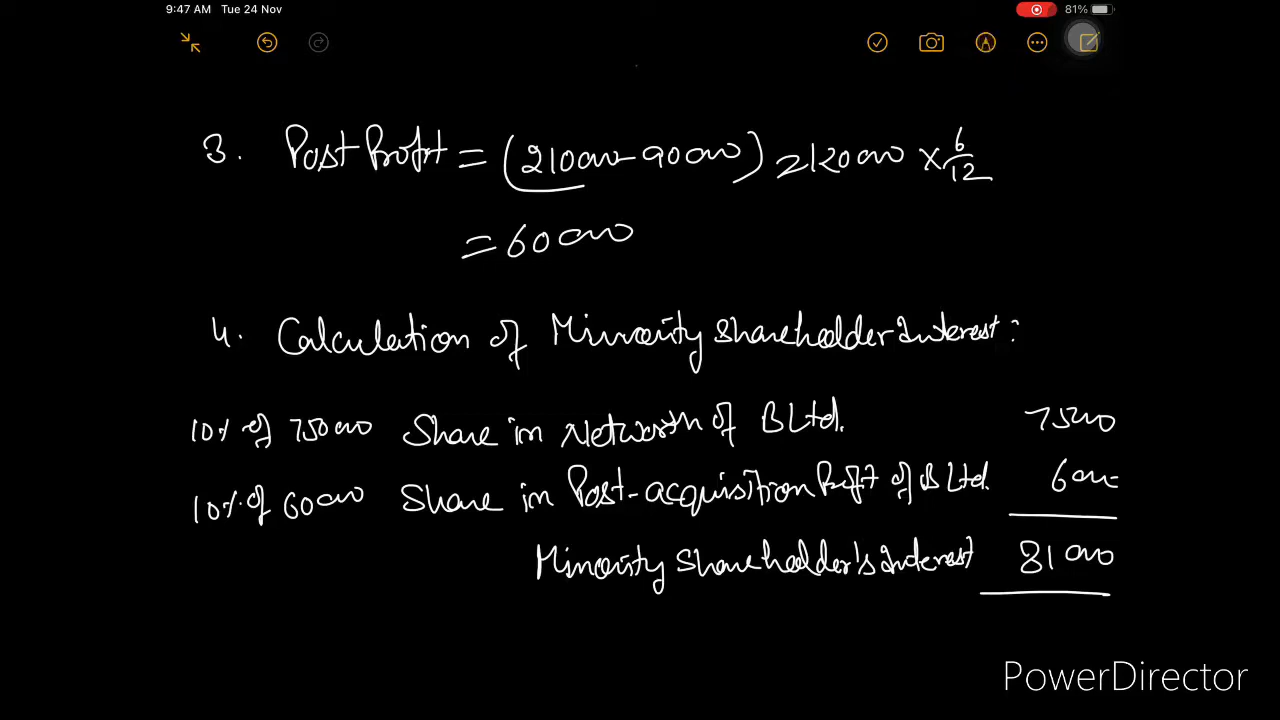 9:47 AM Tue 24 Nov 81%
3. Post Profit = (210000 - 90000) = 120000 × 6/12
= 60000
4. Calculation of Minority Shareholder Interest :
10% of 750000 Share in Networth of B Ltd. 75000
10% of 60000 Share in Post-acquisition Profit of B Ltd. 6000
Minority Shareholder's Interest 81000
PowerDirector